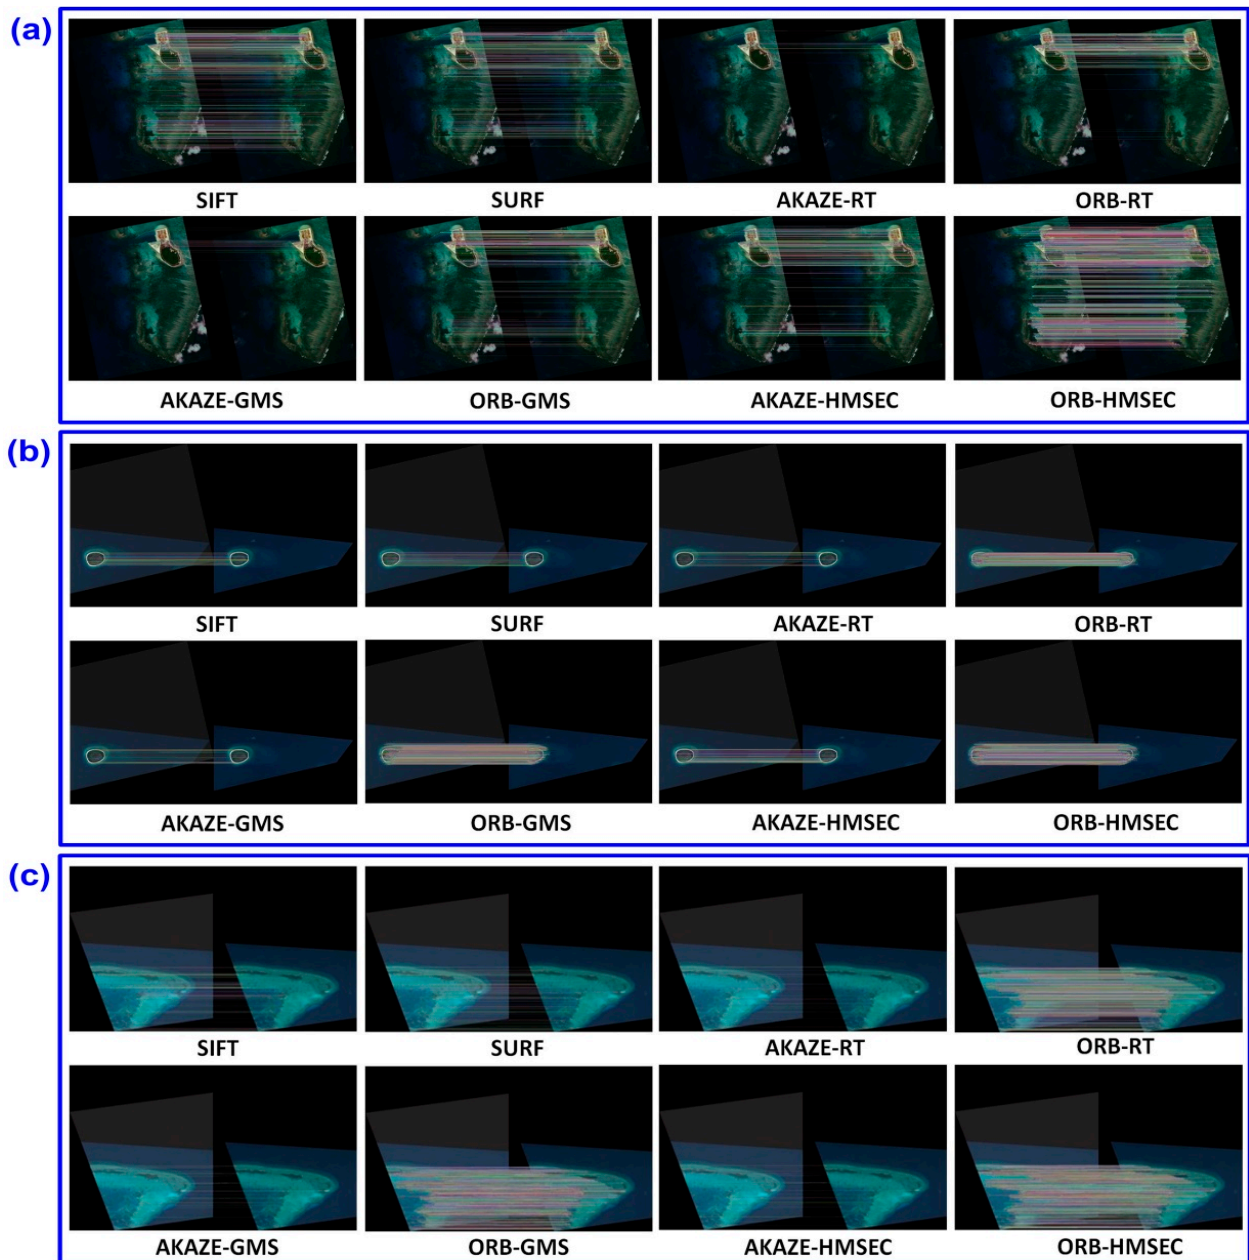 (a)
SIFT SURF AKAZE-RT ORB-RT
AKAZE-GMS ORB-GMS AKAZE-HMSEC ORB-HMSEC
(b)
SIFT SURF AKAZE-RT ORB-RT
AKAZE-GMS ORB-GMS AKAZE-HMSEC ORB-HMSEC
(c)
SIFT SURF AKAZE-RT ORB-RT
AKAZE-GMS ORB-GMS AKAZE-HMSEC ORB-HMSEC